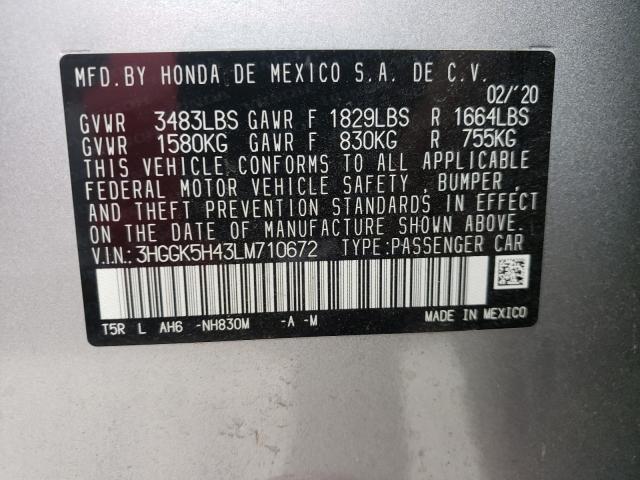 MFD. BY HONDA DE MEXICO S.A. DE C.V.
02/'20
GVWR 3483LBS GAWR F 1829LBS R 1664LBS
GVWR 1580KG GAWR F 830KG R 755KG
THIS VEHICLE CONFORMS TO ALL APPLICABLE
FEDERAL MOTOR VEHICLE SAFETY , BUMPER ,
AND THEFT PREVENTION STANDARDS IN EFFECT
ON THE DATE OF MANUFACTURE SHOWN ABOVE.
V.I.N.: 3HGGK5H43LM710672 TYPE:PASSENGER CAR
T5R L AH6 -NH830M -A -M MADE IN MEXICO